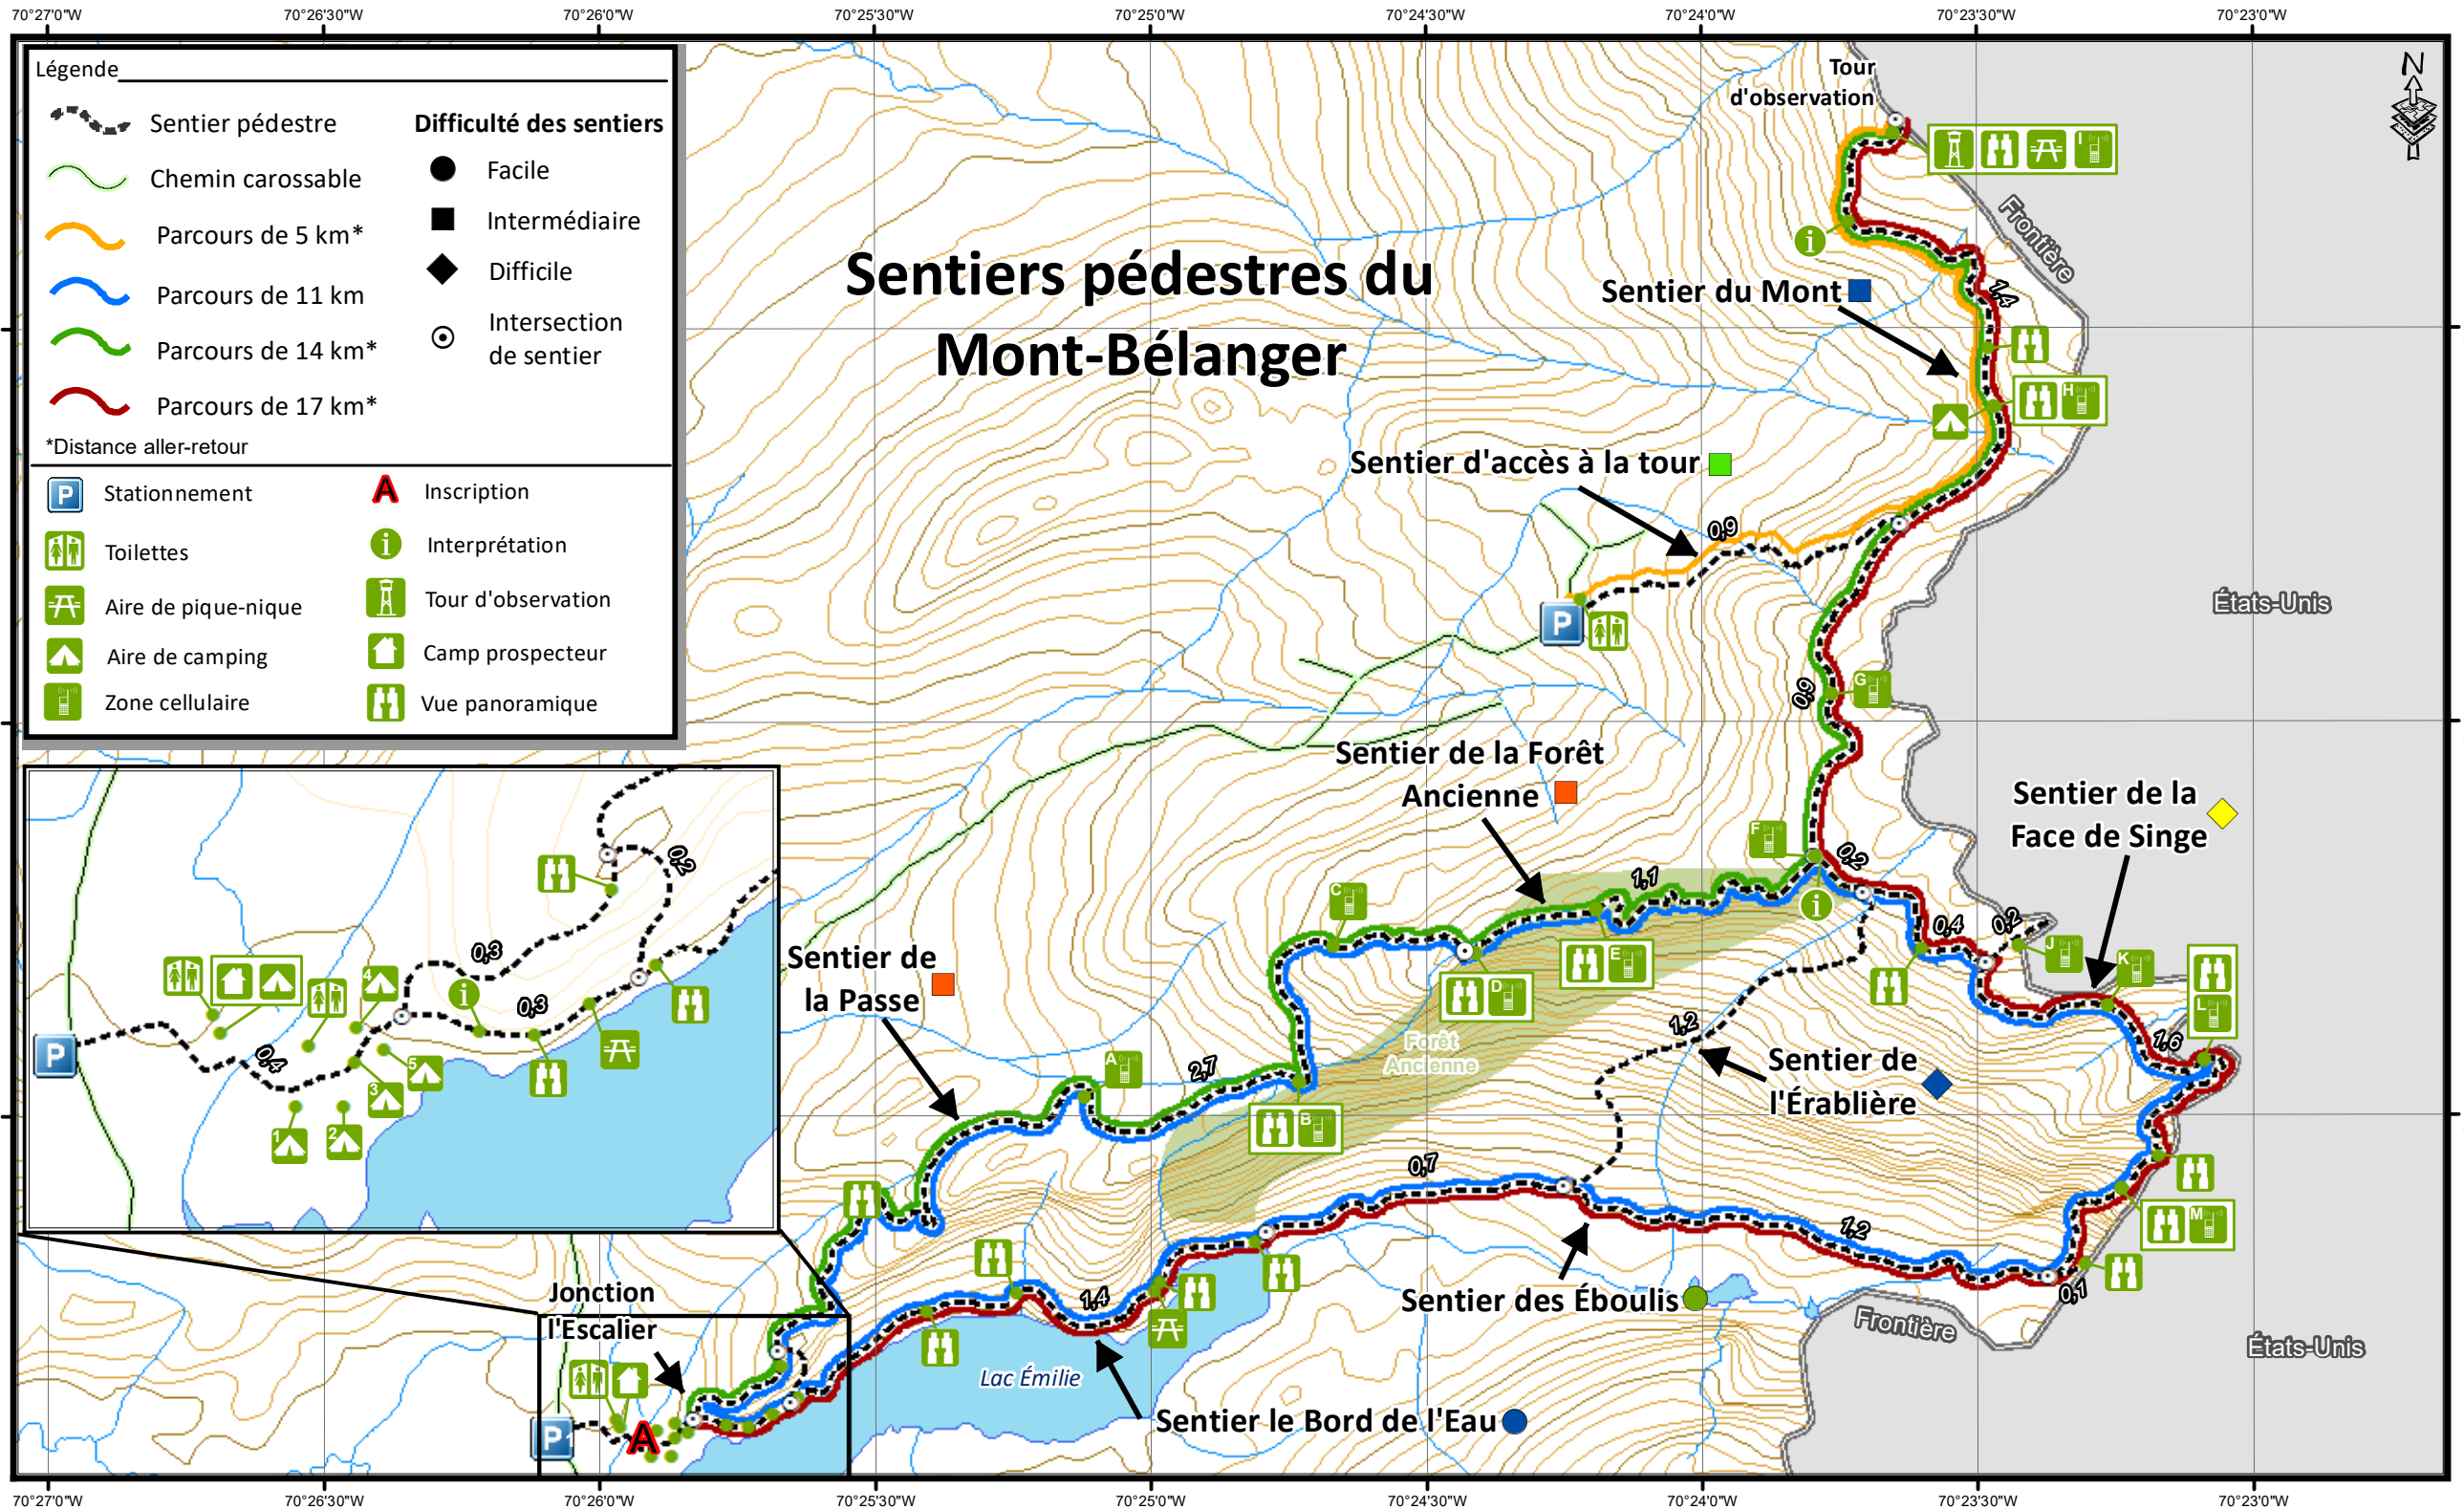 70°27'0"W
70°26'30"W
70°26'0"W
70°25'30"W
70°25'0"W
70°24'30"W
70°24'0"W
70°23'30"W
70°23'0"W
Légende
Sentier pédestre
Chemin carossable
Parcours de 5 km*
Parcours de 11 km
Parcours de 14 km*
Parcours de 17 km*
*Distance aller-retour
Difficulté des sentiers
Facile
Intermédiaire
Difficile
Intersection
de sentier
P Stationnement
Toilettes
Aire de pique-nique
Aire de camping
Zone cellulaire
A Inscription
i Interprétation
Tour d'observation
Camp prospecteur
Vue panoramique
N
Tour
d'observation
I
Frontière
i
Sentiers pédestres du
Mont-Bélanger
Sentier du Mont
1,4
H
Sentier d'accès à la tour
0,9
P
États-Unis
G
0,9
Sentier de la Forêt
Ancienne
Sentier de la
Face de Singe
F
0,2
C
1,1
i
0,4
0,2
J
K
E
D
L
Sentier de
la Passe
Forêt
Ancienne
1,2
1,6
Sentier de
l'Érablière
A
2,7
B
0,7
M
1,2
0,1
Sentier des Éboulis
Frontière
États-Unis
1,4
Lac Émilie
Sentier le Bord de l'Eau
Jonction
l'Escalier
P
A
0,2
0,3
4
i
0,3
P
0,4
5
3
1
2
70°27'0"W
70°26'30"W
70°26'0"W
70°25'30"W
70°25'0"W
70°24'30"W
70°24'0"W
70°23'30"W
70°23'0"W